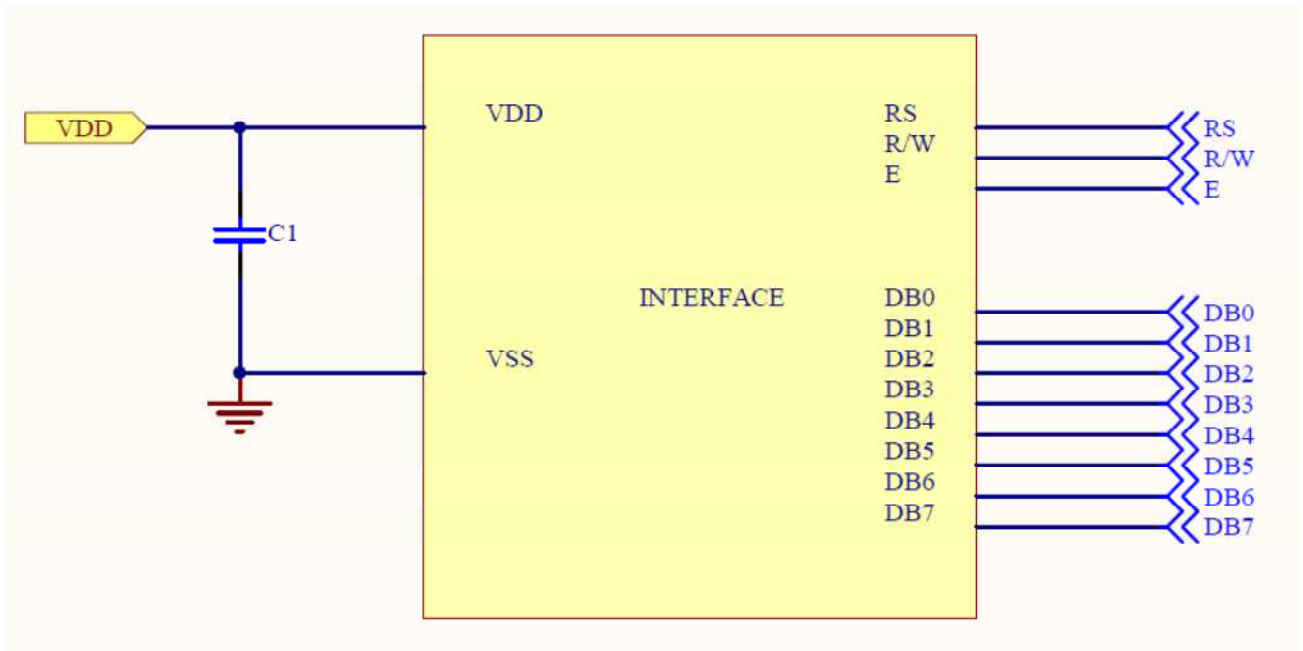 VDD
C1
VDD
VSS
INTERFACE
RS
R/W
E
DB0
DB1
DB2
DB3
DB4
DB5
DB6
DB7
RS
R/W
E
DB0
DB1
DB2
DB3
DB4
DB5
DB6
DB7